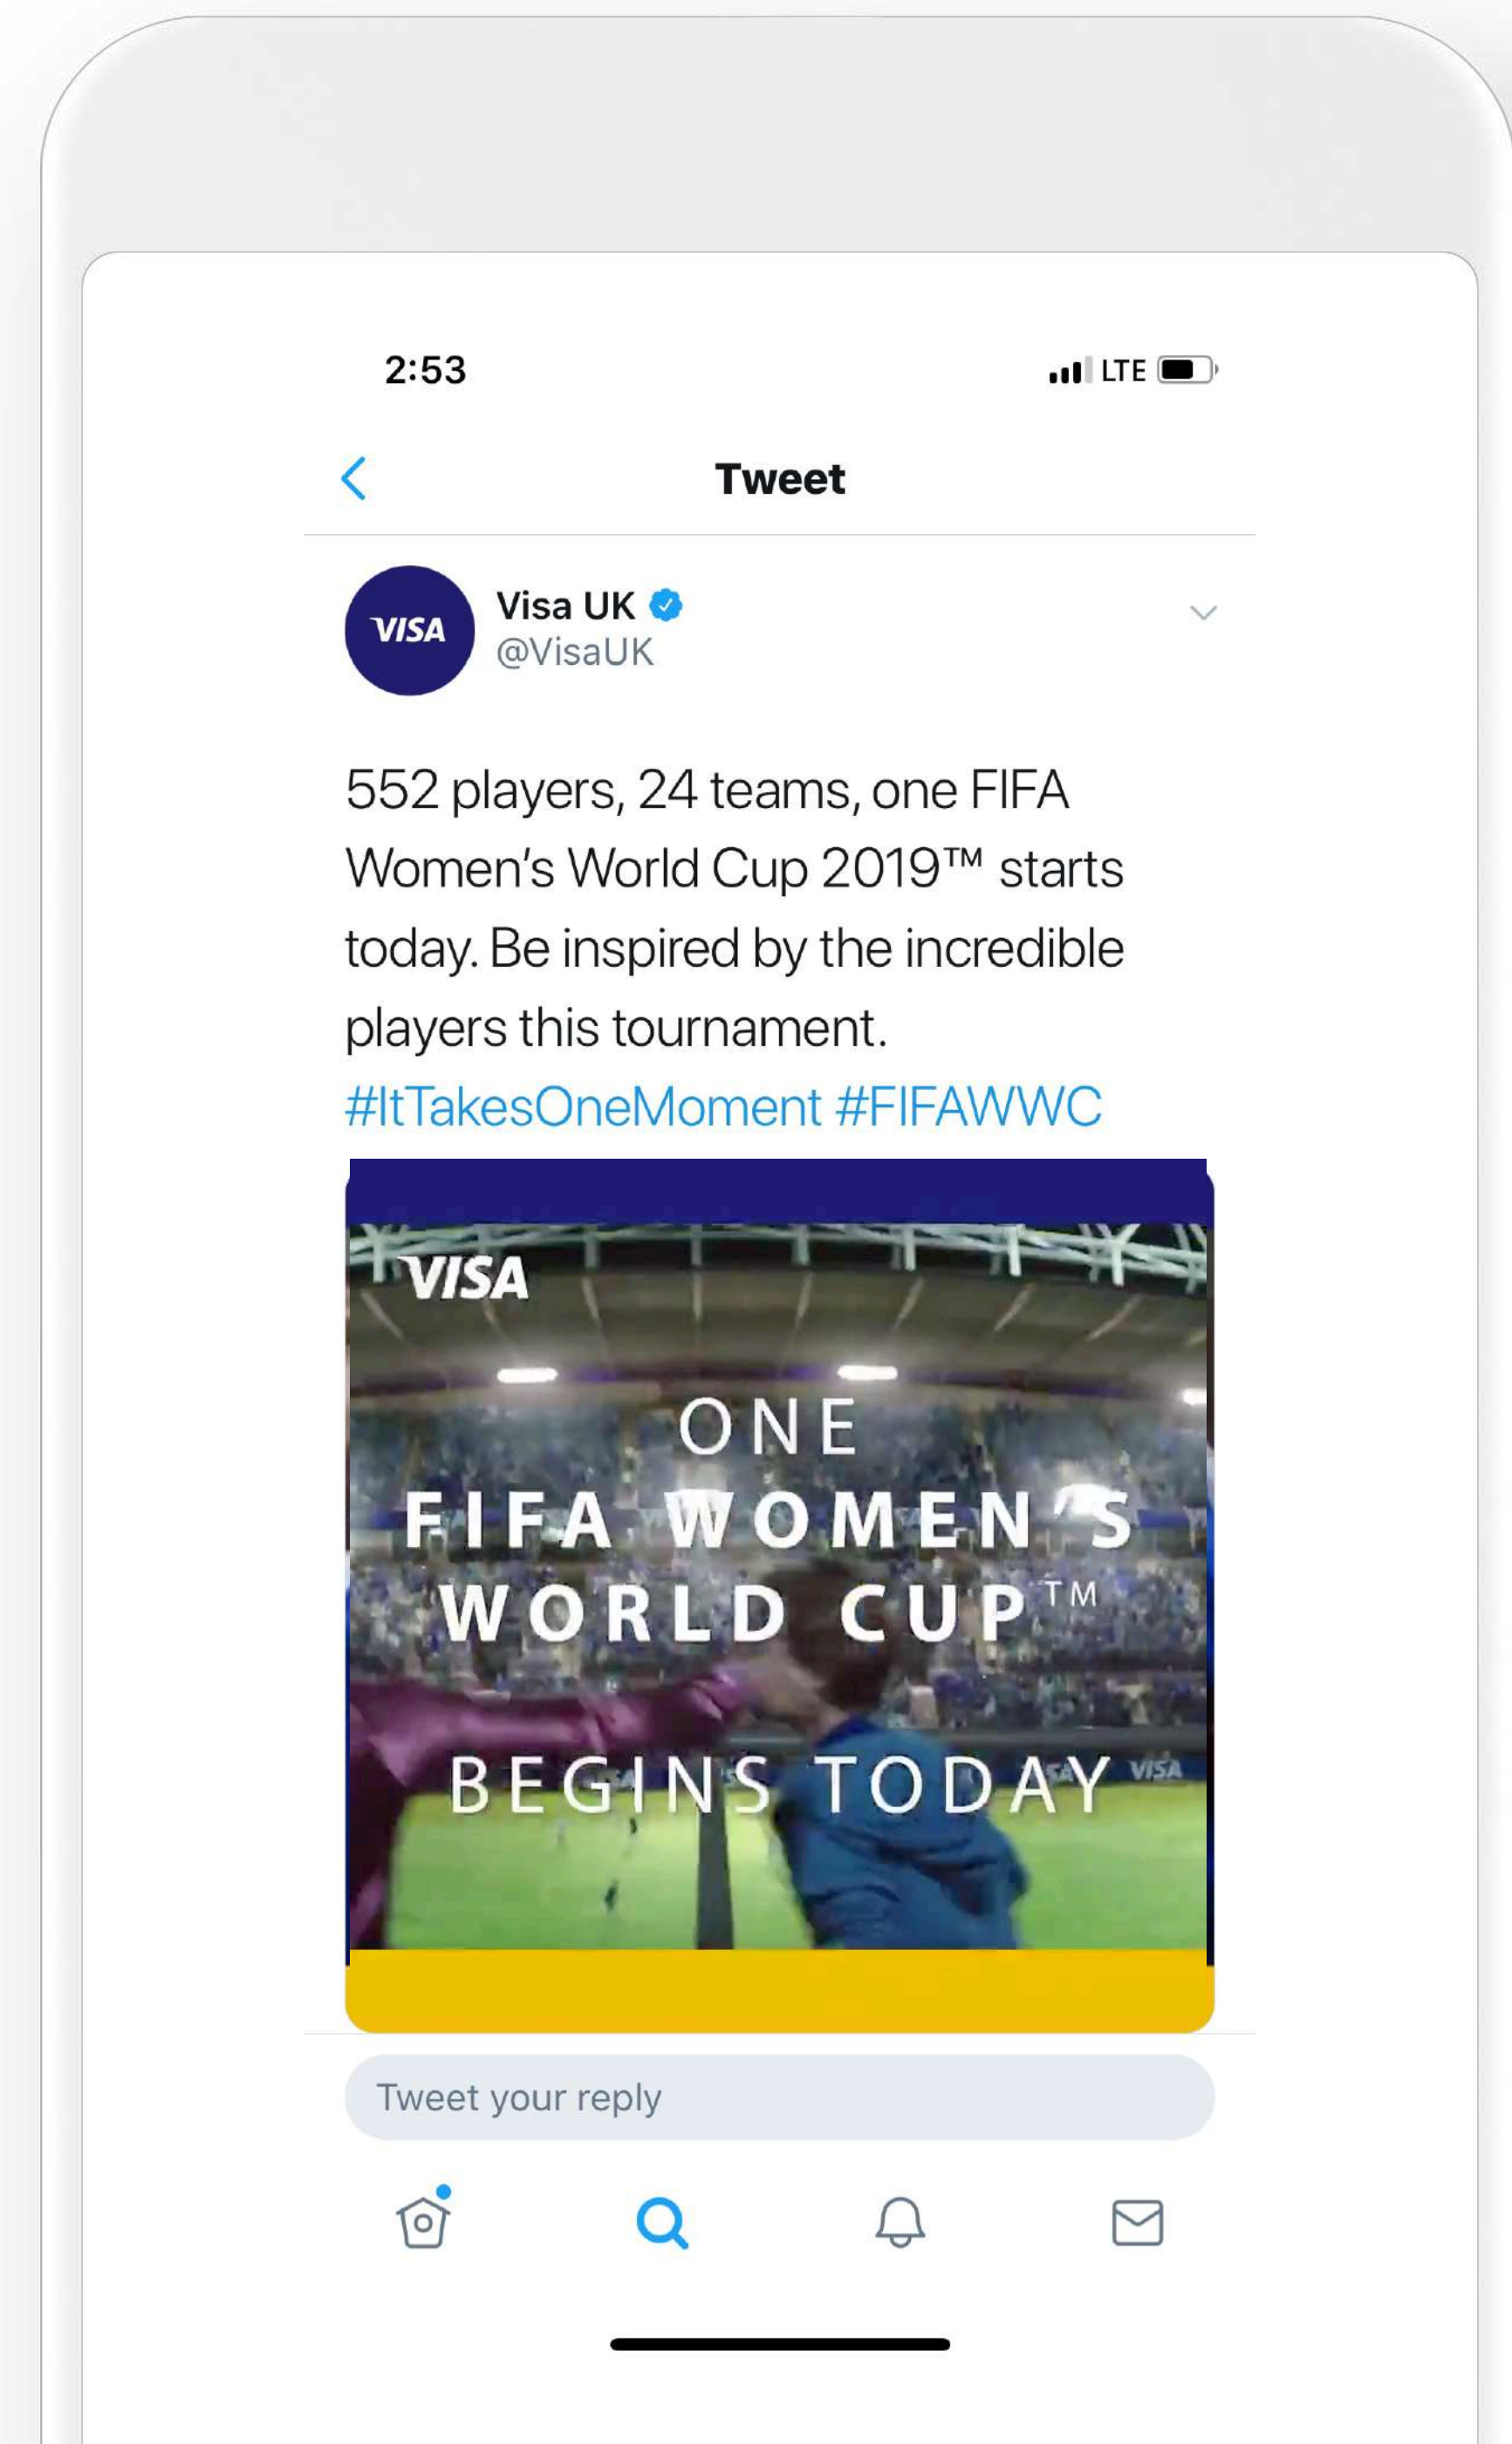 2:53
LTE
Tweet
VISA
Visa UK
@VisaUK
552 players, 24 teams, one FIFA
Women’s World Cup 2019™ starts
today. Be inspired by the incredible
players this tournament.
#ItTakesOneMoment #FIFAWWC
VISA
ONE
FIFA WOMEN'S
WORLD CUP™
BEGINS TODAY
VISA
Tweet your reply